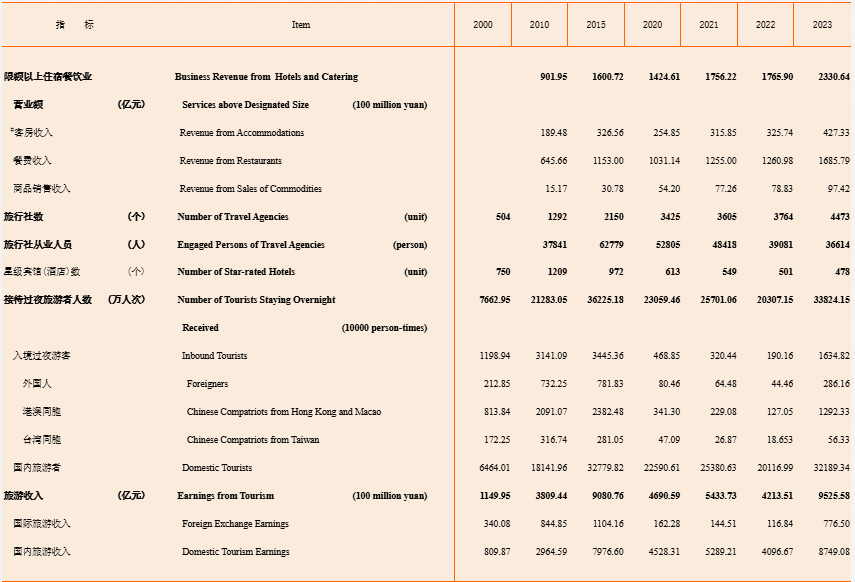 指 标 Item 2000 2010 2015 2020 2021 2022 2023
限额以上住宿餐饮业 Business Revenue from Hotels and Catering 901.95 1600.72 1424.61 1756.22 1765.90 2330.64
营业额 (亿元) Services above Designated Size (100 million yuan)
#客房收入 Revenue from Accommodations 189.48 326.56 254.85 315.85 325.74 427.33
餐费收入 Revenue from Restaurants 645.66 1153.00 1031.14 1255.00 1260.98 1685.79
商品销售收入 Revenue from Sales of Commodities 15.17 30.78 54.20 77.26 78.83 97.42
旅行社数 (个) Number of Travel Agencies (unit) 504 1292 2150 3425 3605 3764 4473
旅行社从业人员 (人) Engaged Persons of Travel Agencies (person) 37841 62779 52805 48418 39081 36614
星级宾馆(酒店)数 (个) Number of Star-rated Hotels (unit) 750 1209 972 613 549 501 478
接待过夜旅游者人数 (万人次) Number of Tourists Staying Overnight 7662.95 21283.05 36225.18 23059.46 25701.06 20307.15 33824.15
Received (10000 person-times)
入境过夜游客 Inbound Tourists 1198.94 3141.09 3445.36 468.85 320.44 190.16 1634.82
外国人 Foreigners 212.85 732.25 781.83 80.46 64.48 44.46 286.16
港澳同胞 Chinese Compatriots from Hong Kong and Macao 813.84 2091.07 2382.48 341.30 229.08 127.05 1292.33
台湾同胞 Chinese Compatriots from Taiwan 172.25 316.74 281.05 47.09 26.87 18.653 56.33
国内旅游者 Domestic Tourists 6464.01 18141.96 32779.82 22590.61 25380.63 20116.99 32189.34
旅游收入 (亿元) Earnings from Tourism (100 million yuan) 1149.95 3809.44 9080.76 4690.59 5433.73 4213.51 9525.58
国际旅游收入 Foreign Exchange Earnings 340.08 844.85 1104.16 162.28 144.51 116.84 776.50
国内旅游收入 Domestic Tourism Earnings 809.87 2964.59 7976.60 4528.31 5289.21 4096.67 8749.08